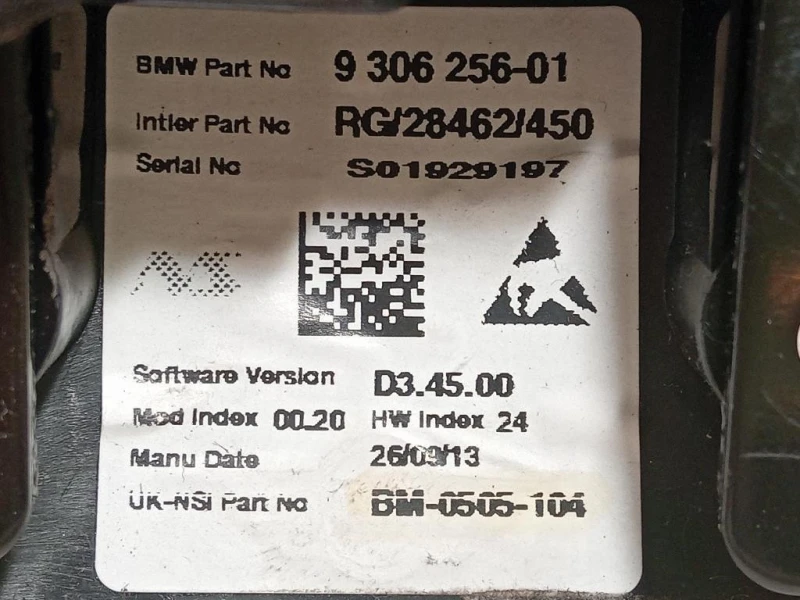 BMW Part No 9 306 256-01
Intier Part No RG/28462/450
Serial No S01929197
Software Version D3.45.00
Mod Index 00.20 HW Index 24
Manu Date 26/09/13
UK-NSI Part No BM-0505-104